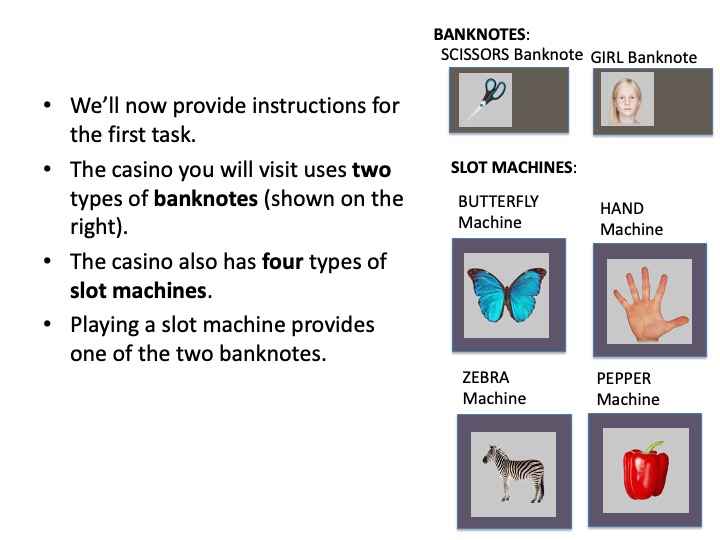 • We’ll now provide instructions for
the first task.
• The casino you will visit uses two
types of banknotes (shown on the
right).
• The casino also has four types of
slot machines.
• Playing a slot machine provides
one of the two banknotes.
BANKNOTES:
SCISSORS Banknote
GIRL Banknote
SLOT MACHINES:
BUTTERFLY
Machine
HAND
Machine
ZEBRA
Machine
PEPPER
Machine